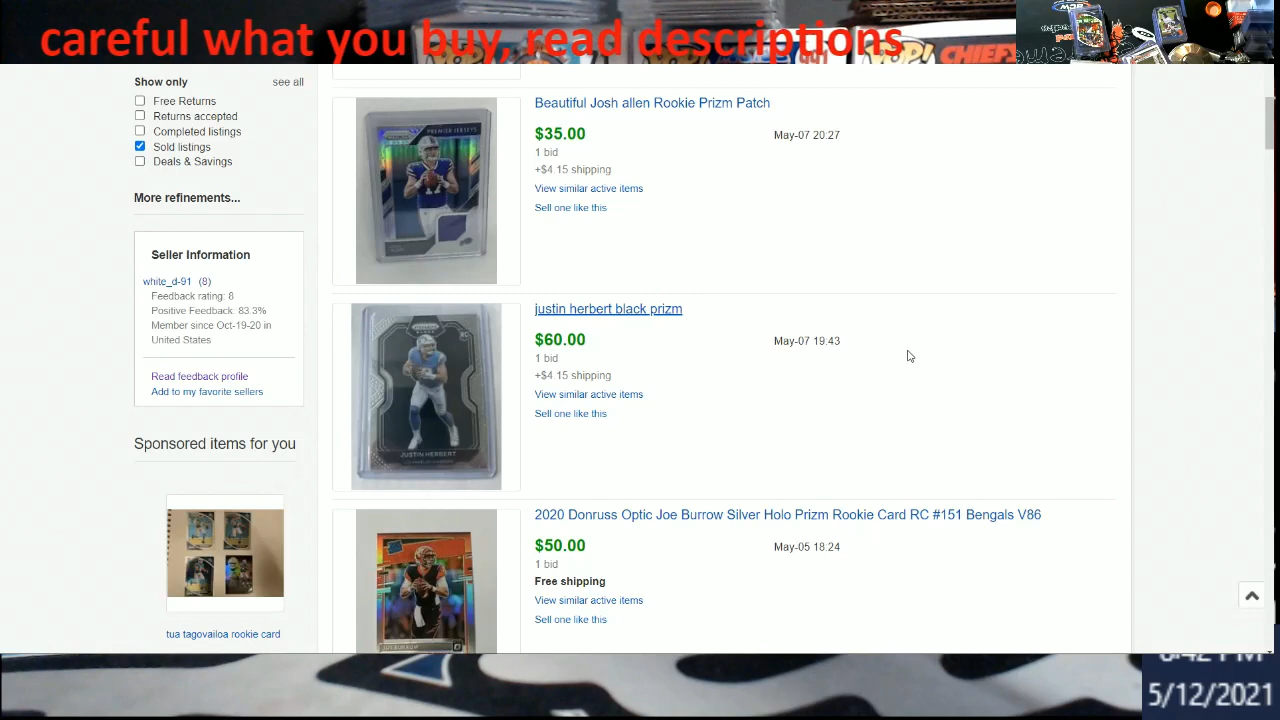 careful what you buy, read descriptions
CHIEFS
Show only
see all
Free Returns
Returns accepted
Completed listings
Sold listings
Deals & Savings
More refinements...
Seller Information
white_d-91 (8)
Feedback rating: 8
Positive Feedback: 83.3%
Member since Oct-19-20 in
United States
Read feedback profile
Add to my favorite sellers
Sponsored items for you
tua tagovailoa rookie card
Beautiful Josh allen Rookie Prizm Patch
$35.00
May-07 20:27
1 bid
+$4.15 shipping
View similar active items
Sell one like this
PREMIER JERSEYS
justin herbert black prizm
$60.00
May-07 19:43
1 bid
+$4.15 shipping
View similar active items
Sell one like this
JUSTIN HERBERT
2020 Donruss Optic Joe Burrow Silver Holo Prizm Rookie Card RC #151 Bengals V86
$50.00
May-05 18:24
1 bid
Free shipping
View similar active items
Sell one like this
5/12/2021